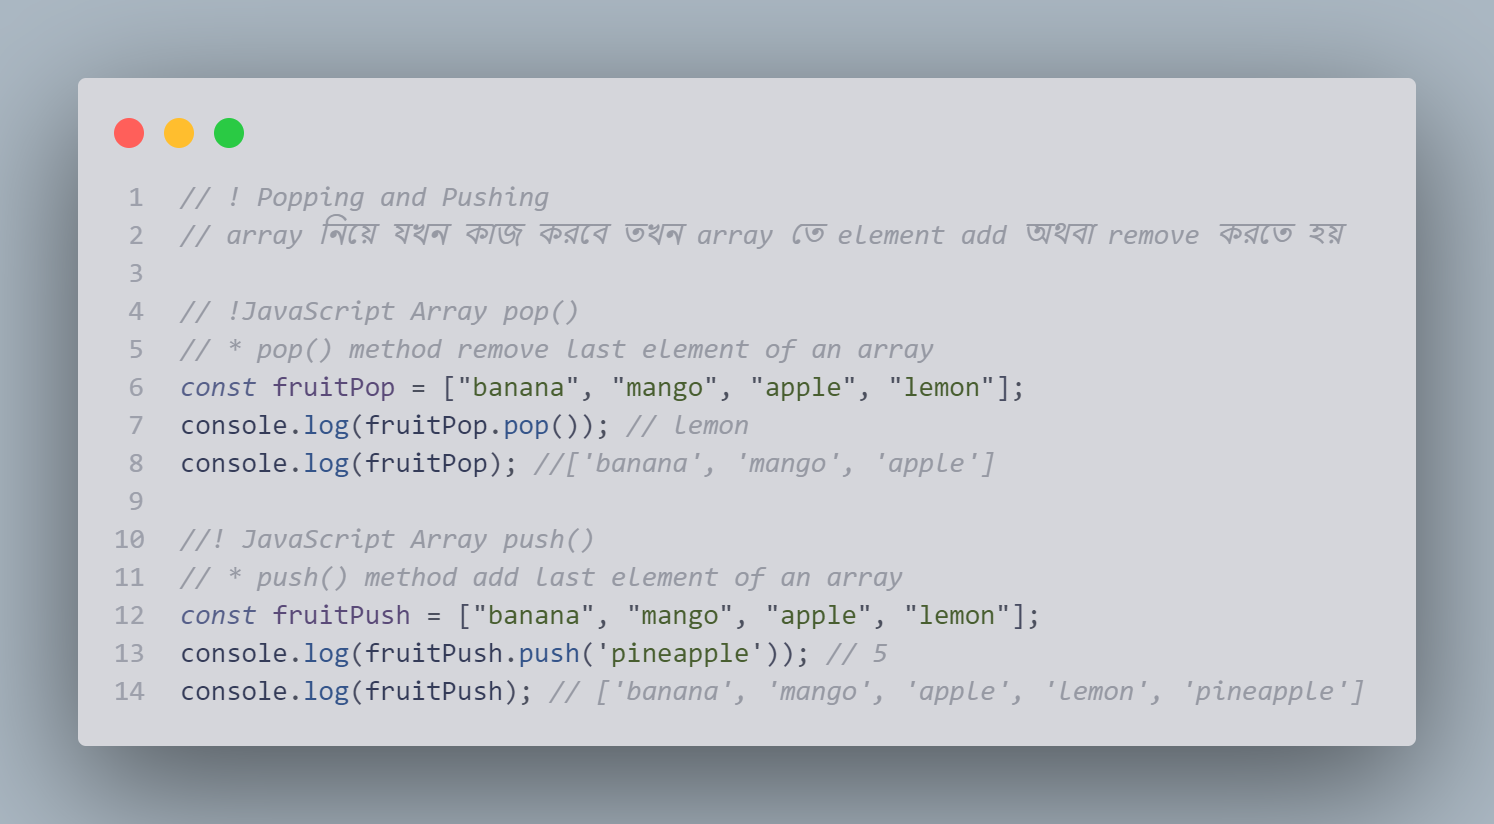 1 // ! Popping and Pushing
2 // array নিয়ে যখন কাজ করবে তখন array তে element add অথবা remove করতে হয়
3
4 // !JavaScript Array pop()
5 // * pop() method remove last element of an array
6 const fruitPop = ["banana", "mango", "apple", "lemon"];
7 console.log(fruitPop.pop()); // lemon
8 console.log(fruitPop); //['banana', 'mango', 'apple']
9
10 //! JavaScript Array push()
11 // * push() method add last element of an array
12 const fruitPush = ["banana", "mango", "apple", "lemon"];
13 console.log(fruitPush.push('pineapple')); // 5
14 console.log(fruitPush); // ['banana', 'mango', 'apple', 'lemon', 'pineapple']